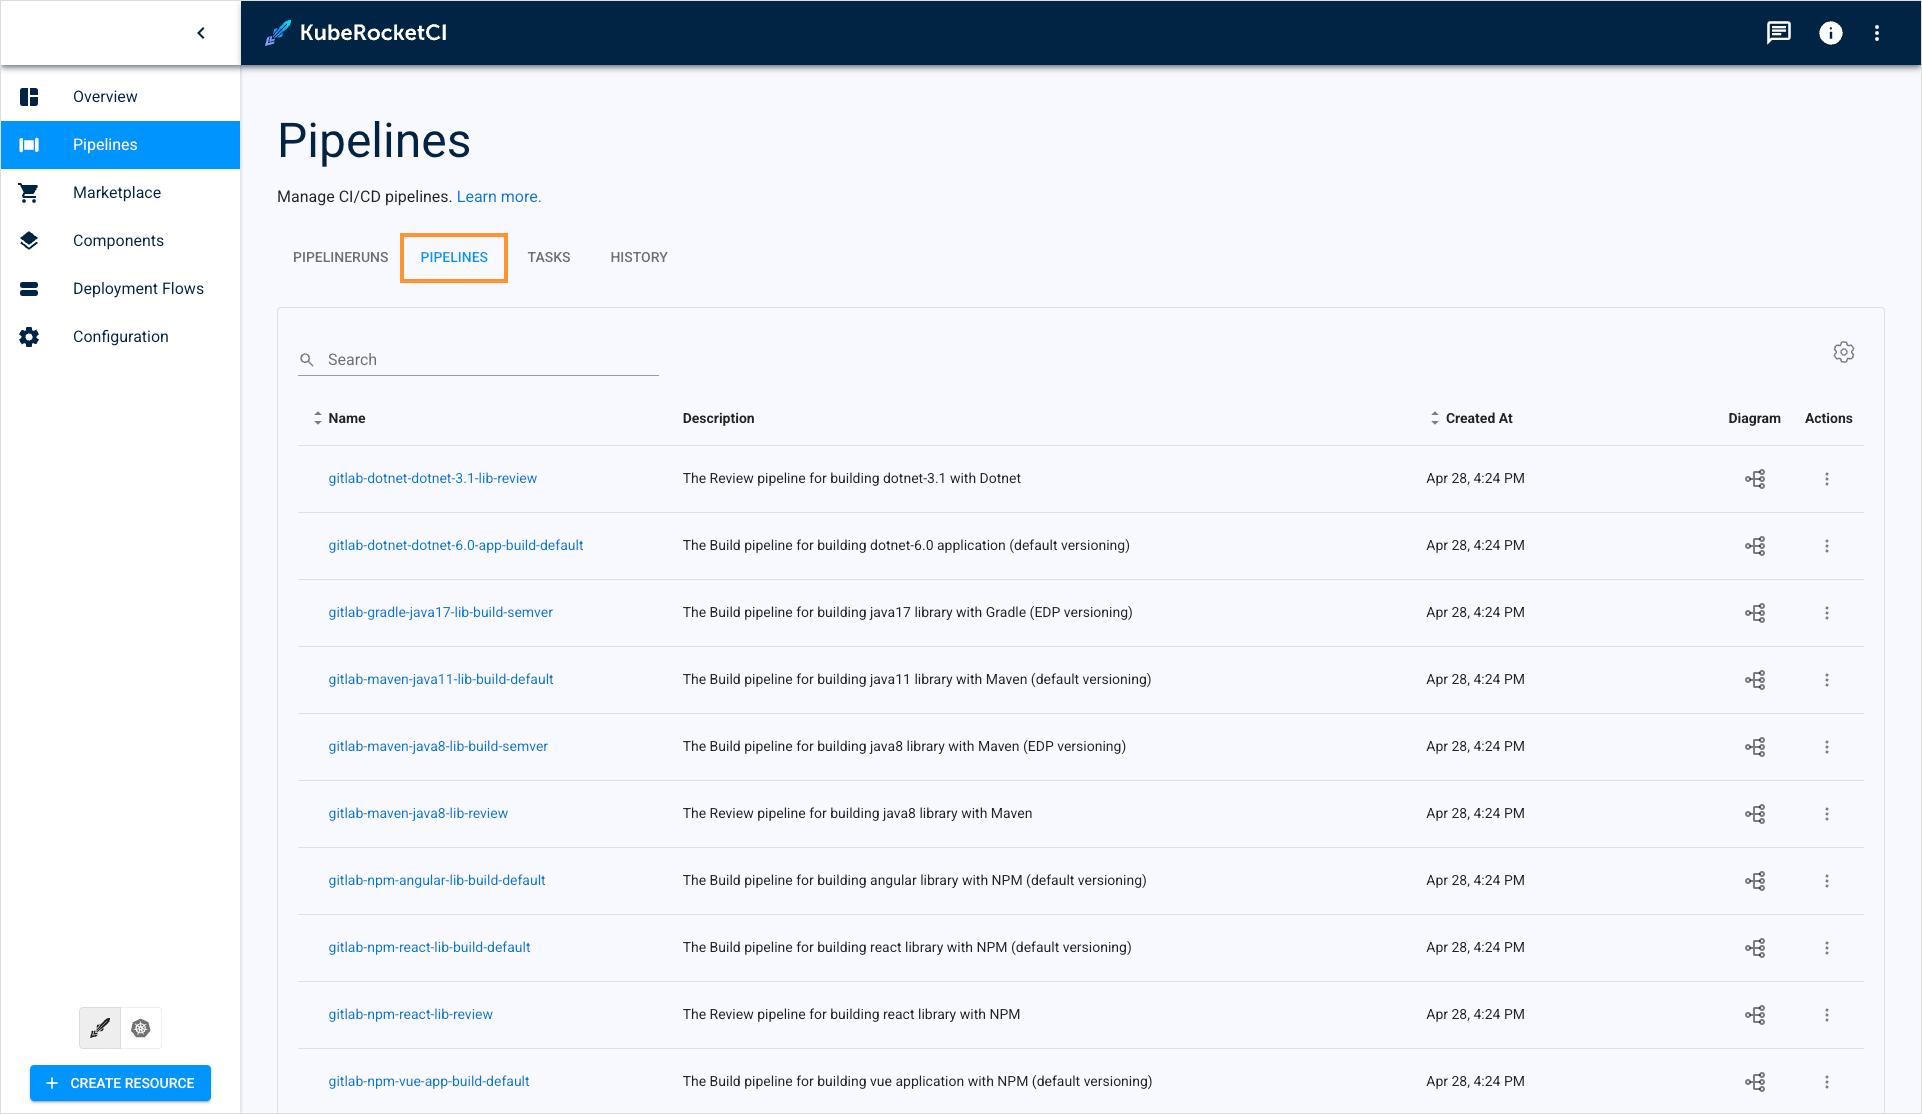 KubeRocketCI
Overview
Pipelines
Marketplace
Components
Deployment Flows
Configuration
CREATE RESOURCE
Pipelines
Manage CI/CD pipelines. Learn more.
PIPELINERUNS PIPELINES TASKS HISTORY
Search
Name Description Created At Diagram Actions
gitlab-dotnet-dotnet-3.1-lib-review The Review pipeline for building dotnet-3.1 with Dotnet Apr 28, 4:24 PM
gitlab-dotnet-dotnet-6.0-app-build-default The Build pipeline for building dotnet-6.0 application (default versioning) Apr 28, 4:24 PM
gitlab-gradle-java17-lib-build-semver The Build pipeline for building java17 library with Gradle (EDP versioning) Apr 28, 4:24 PM
gitlab-maven-java11-lib-build-default The Build pipeline for building java11 library with Maven (default versioning) Apr 28, 4:24 PM
gitlab-maven-java8-lib-build-semver The Build pipeline for building java8 library with Maven (EDP versioning) Apr 28, 4:24 PM
gitlab-maven-java8-lib-review The Review pipeline for building java8 library with Maven Apr 28, 4:24 PM
gitlab-npm-angular-lib-build-default The Build pipeline for building angular library with NPM (default versioning) Apr 28, 4:24 PM
gitlab-npm-react-lib-build-default The Build pipeline for building react library with NPM (default versioning) Apr 28, 4:24 PM
gitlab-npm-react-lib-review The Review pipeline for building react library with NPM Apr 28, 4:24 PM
gitlab-npm-vue-app-build-default The Build pipeline for building vue application with NPM (default versioning) Apr 28, 4:24 PM